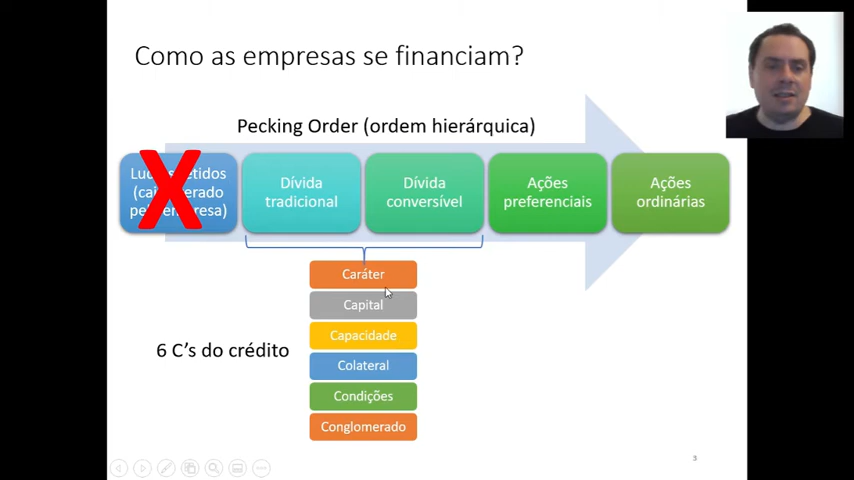 Como as empresas se financiam?
Pecking Order (ordem hierárquica)
(cai
Dívida
tradicional
Dívida
conversível
Ações
preferenciais
Ações
ordinárias
Caráter
Capital
Capacidade
Colateral
Condições
Conglomerado
6 C's do crédito
3